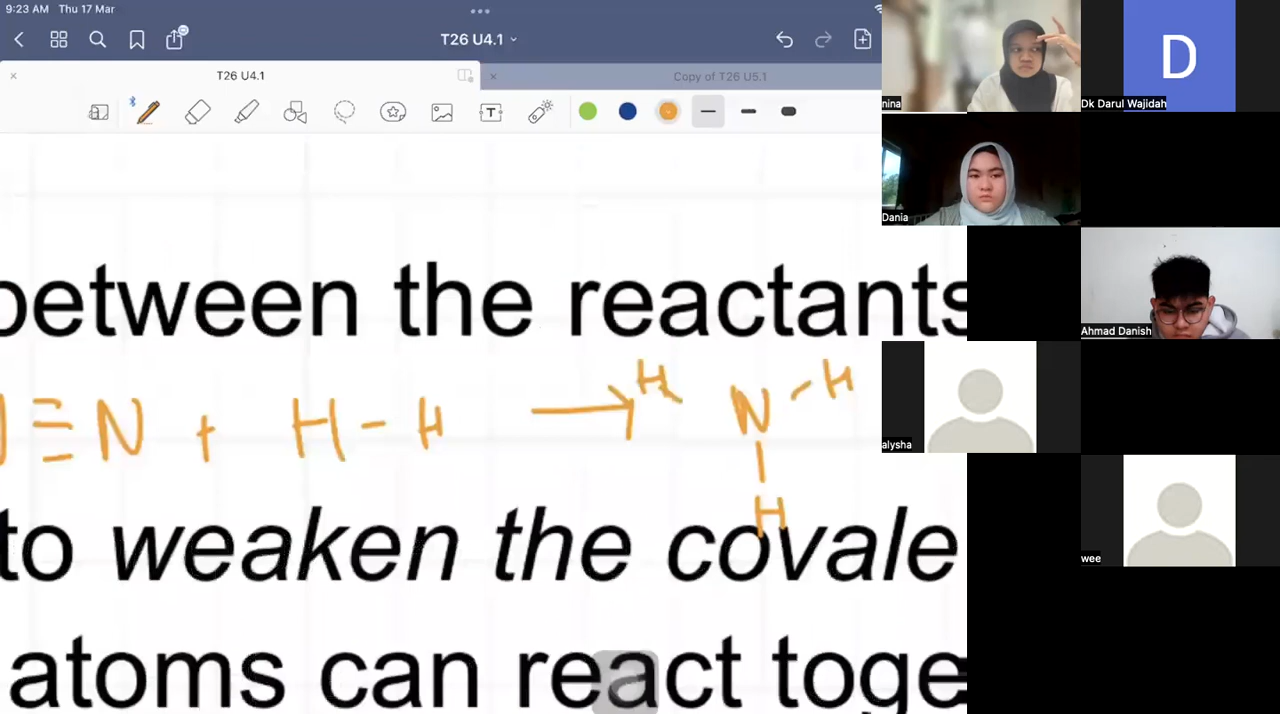 9:23 AM Thu 17 Mar
T26 U4.1
T26 U4.1
Copy of T26 U5.1
T
between the reactants
≡ N + H - H → H N - H
H
to weaken the covale
atoms can react toge
nina
D
Dk Darul Wajidah
Dania
Ahmad Danish
alysha
wee